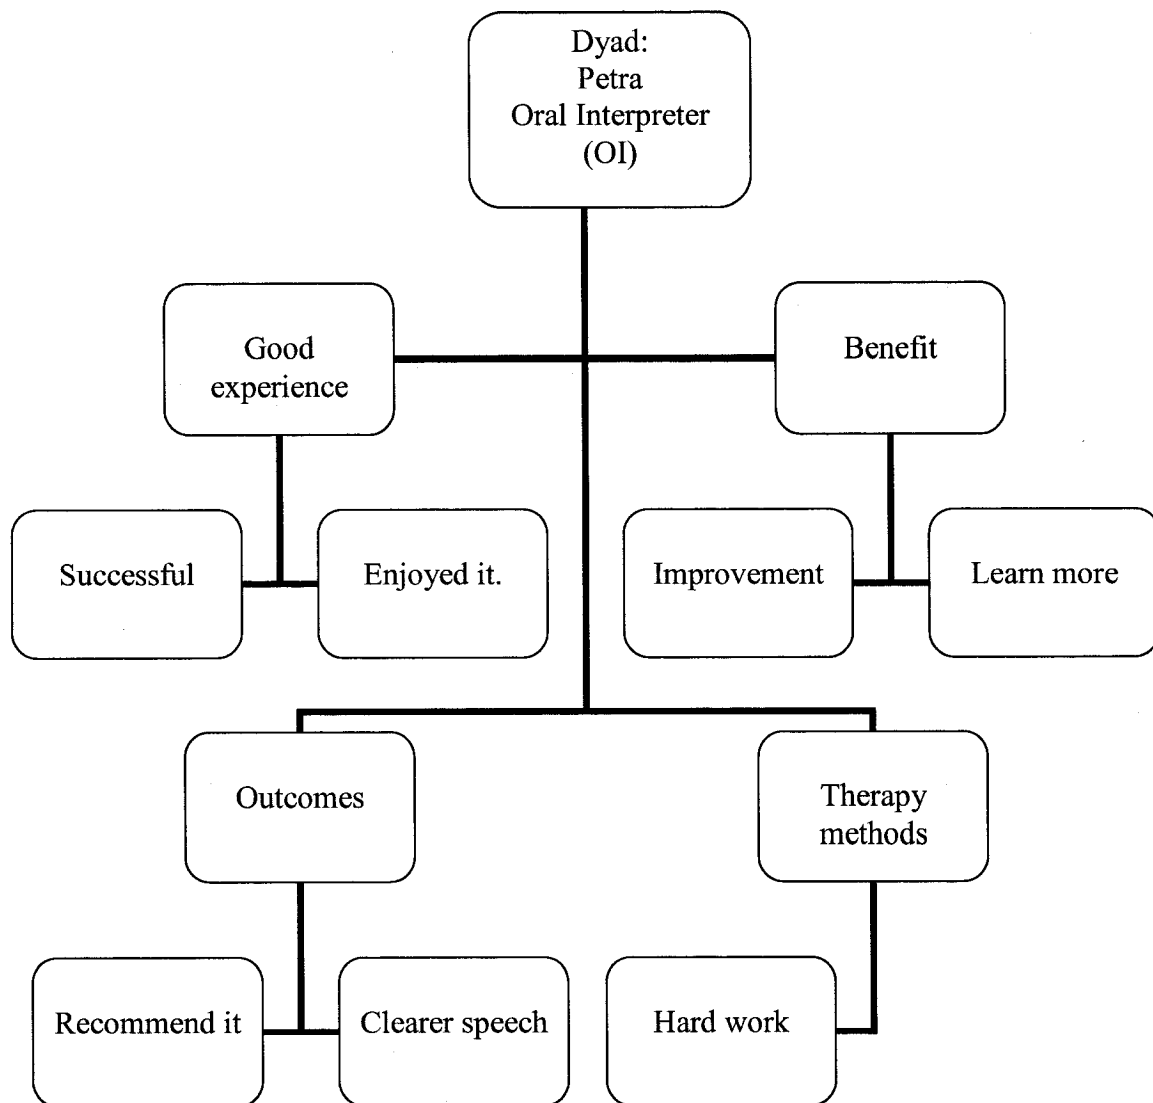 Dyad:
Petra
Oral Interpreter
(OI)
Good
experience
Benefit
Successful
Enjoyed it.
Improvement
Learn more
Outcomes
Therapy
methods
Recommend it
Clearer speech
Hard work